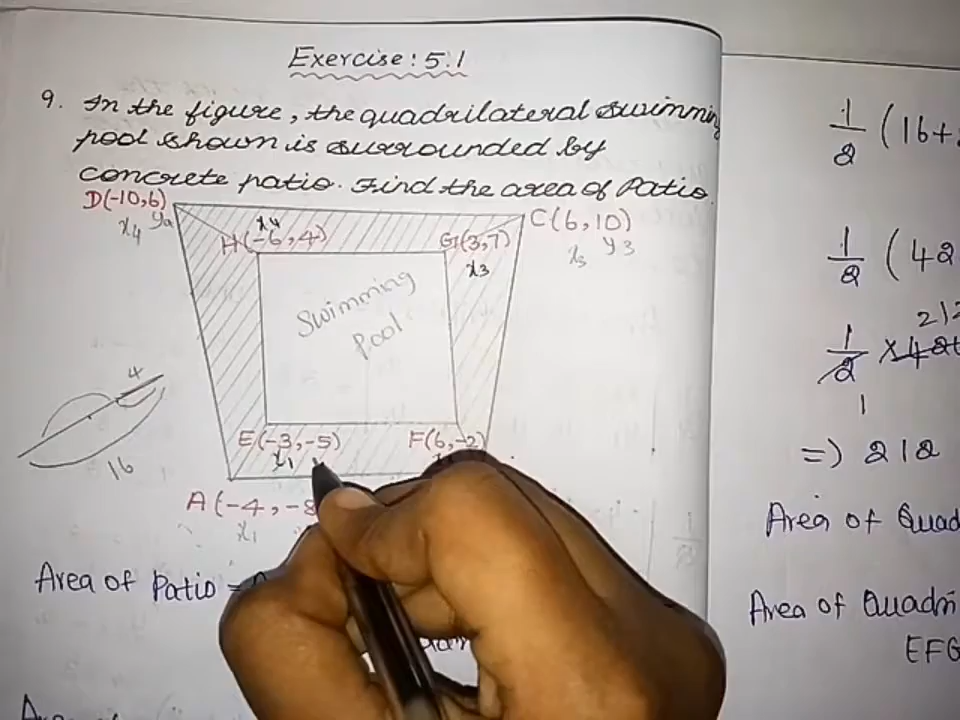 Exercise: 5.1
9. In the figure, the quadrilateral swimming
pool shown is surrounded by
concrete patio. Find the area of Patio.
D(-10,6)
x4
C(6,10)
x3 y3
x4
H(-6,4)
G(3,7)
x3
Swimming
Pool
4
16
E(-3,-5)
x1
F(6,-2)
A(-4,-8
x1
Area of Patio =
1/2 (16+
1/2 (42
212
1/2 ×
1
=) 212
Area of Quad
Area of Quadri
EFG